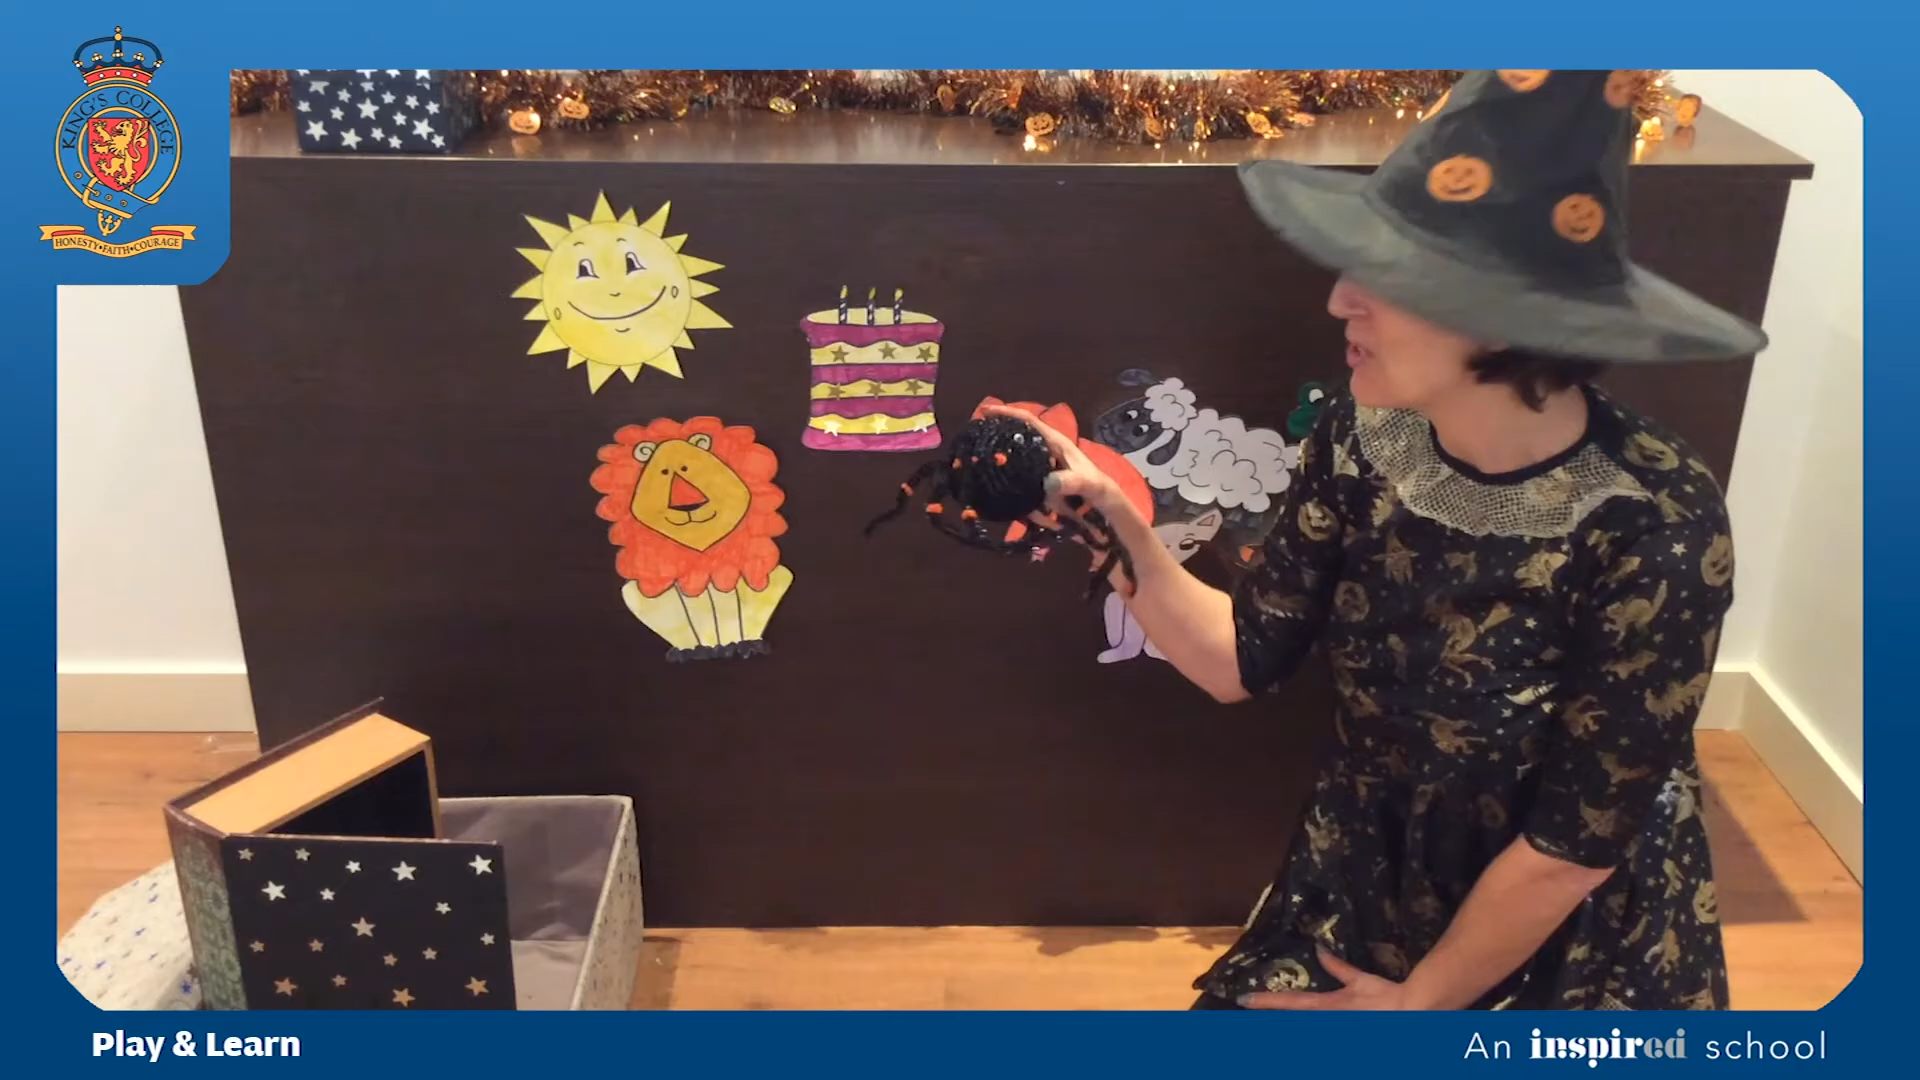 KING'S COLLEGE
HONESTY•FAITH•COURAGE
Play & Learn
An inspired school